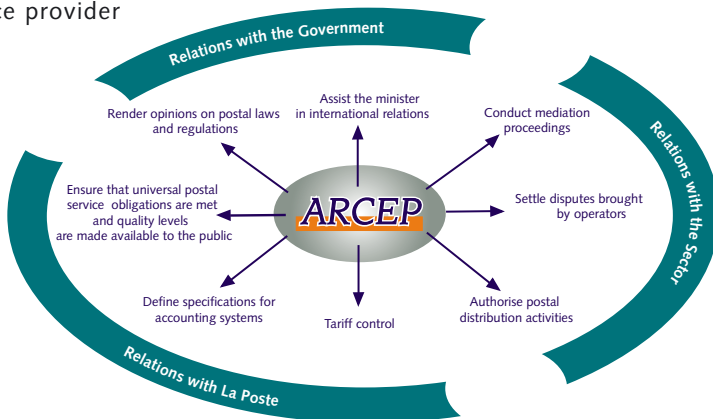 ce provider
Relations with the Government
Assist the minister
in international relations
Render opinions on postal laws
and regulations
Conduct mediation
proceedings
Relations with the Sector
Ensure that universal postal
service obligations are met
and quality levels
are made available to the public
ARCEP
Settle disputes brought
by operators
Define specifications for
accounting systems
Tariff control
Authorise postal
distribution activities
Relations with La Poste